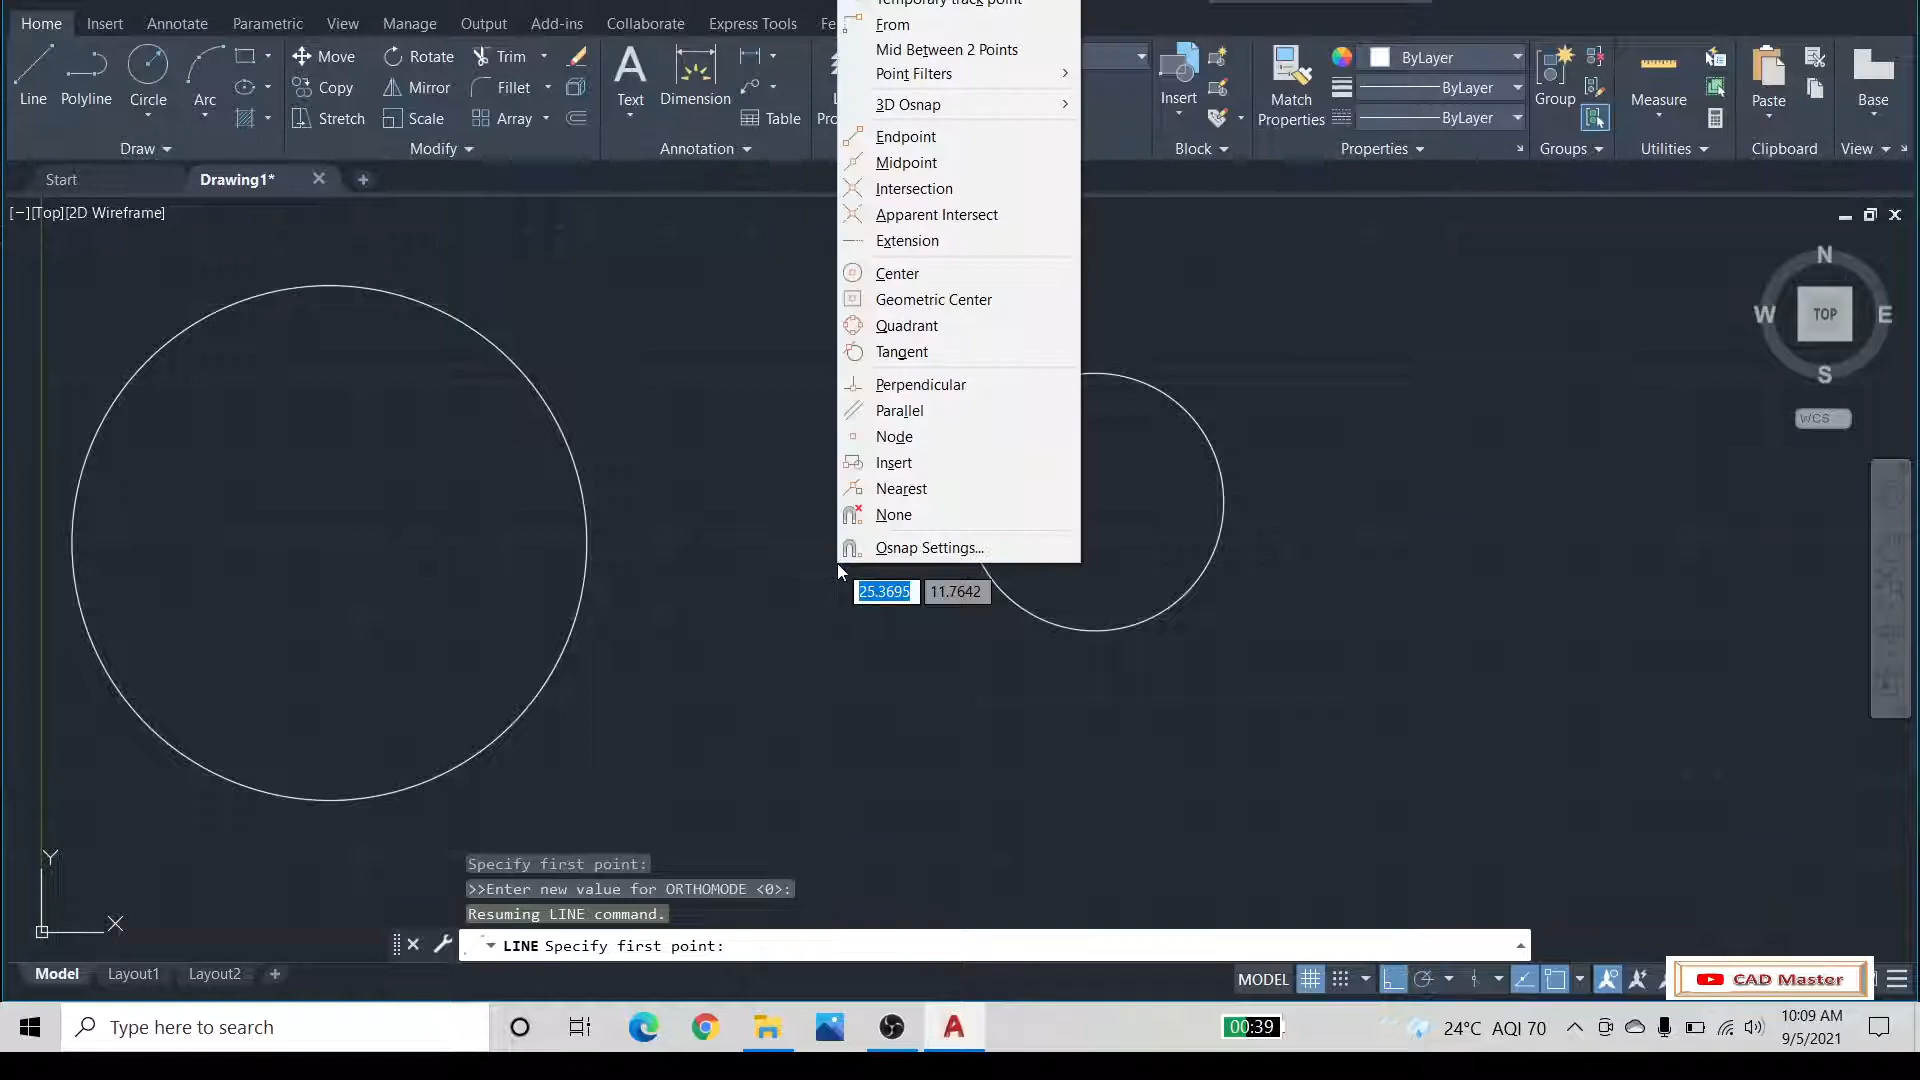 Home Insert Annotate Parametric View Manage Output Add-ins Collaborate Express Tools Fe
Line
Polyline
Circle
Arc
Move
Copy
Stretch
Rotate
Mirror
Scale
Trim
Fillet
Array
Text
Dimension
Table
Insert
Match
Properties
ByLayer
ByLayer
ByLayer
Group
Measure
Paste
Base
Draw
Modify
Annotation
Block
Properties
Groups
Utilities
Clipboard
View
Start
Drawing1*
[−][Top][2D Wireframe]
From
Mid Between 2 Points
Point Filters
3D Osnap
Endpoint
Midpoint
Intersection
Apparent Intersect
Extension
Center
Geometric Center
Quadrant
Tangent
Perpendicular
Parallel
Node
Insert
Nearest
None
Osnap Settings...
25.3695 11.7642
N
W TOP E
S
WCS
Y
X
Specify first point:
>>Enter new value for ORTHOMODE <0>:
Resuming LINE command.
LINE Specify first point:
Model Layout1 Layout2
MODEL
CAD Master
Type here to search
00:39
24°C AQI 70
10:09 AM
9/5/2021